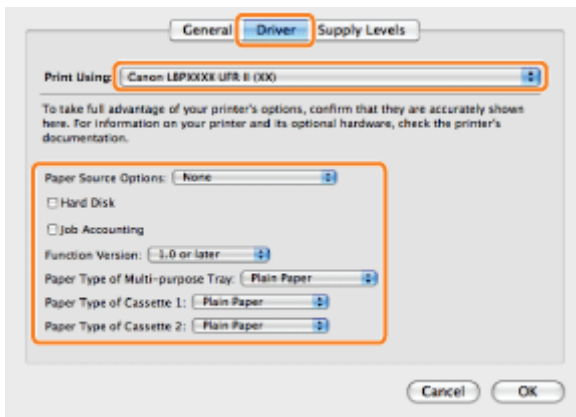 General Driver Supply Levels
Print Using: Canon LBPXXXX UFR II (XX)
To take full advantage of your printer's options, confirm that they are accurately shown
here. For information on your printer and its optional hardware, check the printer's
documentation.
Paper Source Options: None
Hard Disk
Job Accounting
Function Version: 1.0 or later
Paper Type of Multi-purpose Tray: Plain Paper
Paper Type of Cassette 1: Plain Paper
Paper Type of Cassette 2: Plain Paper
Cancel OK